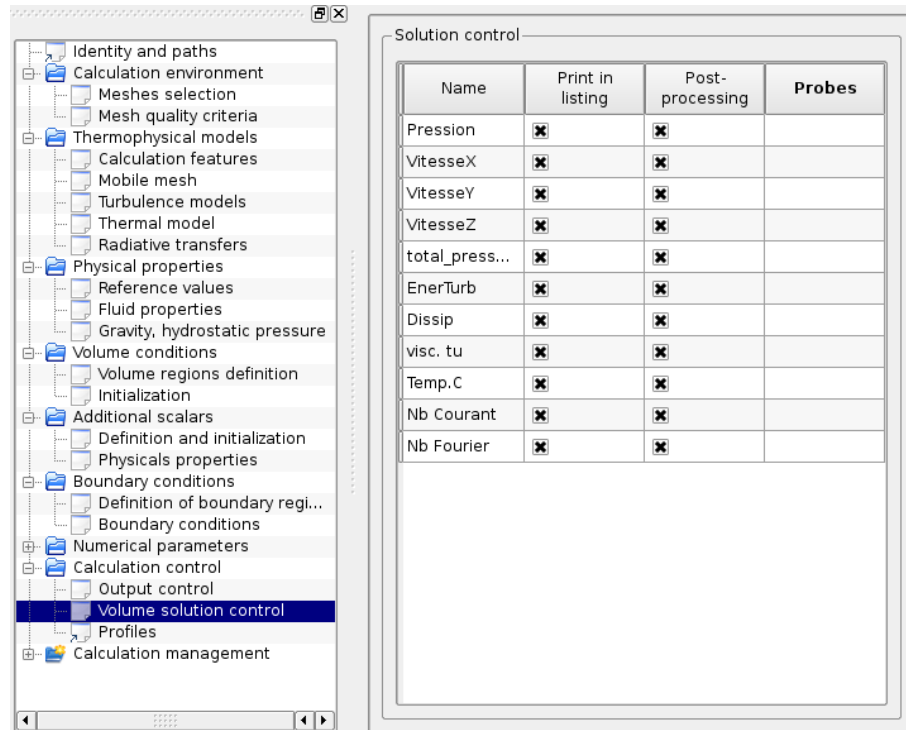 Identity and paths
Calculation environment
Meshes selection
Mesh quality criteria
Thermophysical models
Calculation features
Mobile mesh
Turbulence models
Thermal model
Radiative transfers
Physical properties
Reference values
Fluid properties
Gravity, hydrostatic pressure
Volume conditions
Volume regions definition
Initialization
Additional scalars
Definition and initialization
Physicals properties
Boundary conditions
Definition of boundary regi...
Boundary conditions
Numerical parameters
Calculation control
Output control
Volume solution control
Profiles
Calculation management
Solution control
Name
Print in
listing
Post-
processing
Probes
Pression
VitesseX
VitesseY
VitesseZ
total_press...
EnerTurb
Dissip
visc. tu
Temp.C
Nb Courant
Nb Fourier